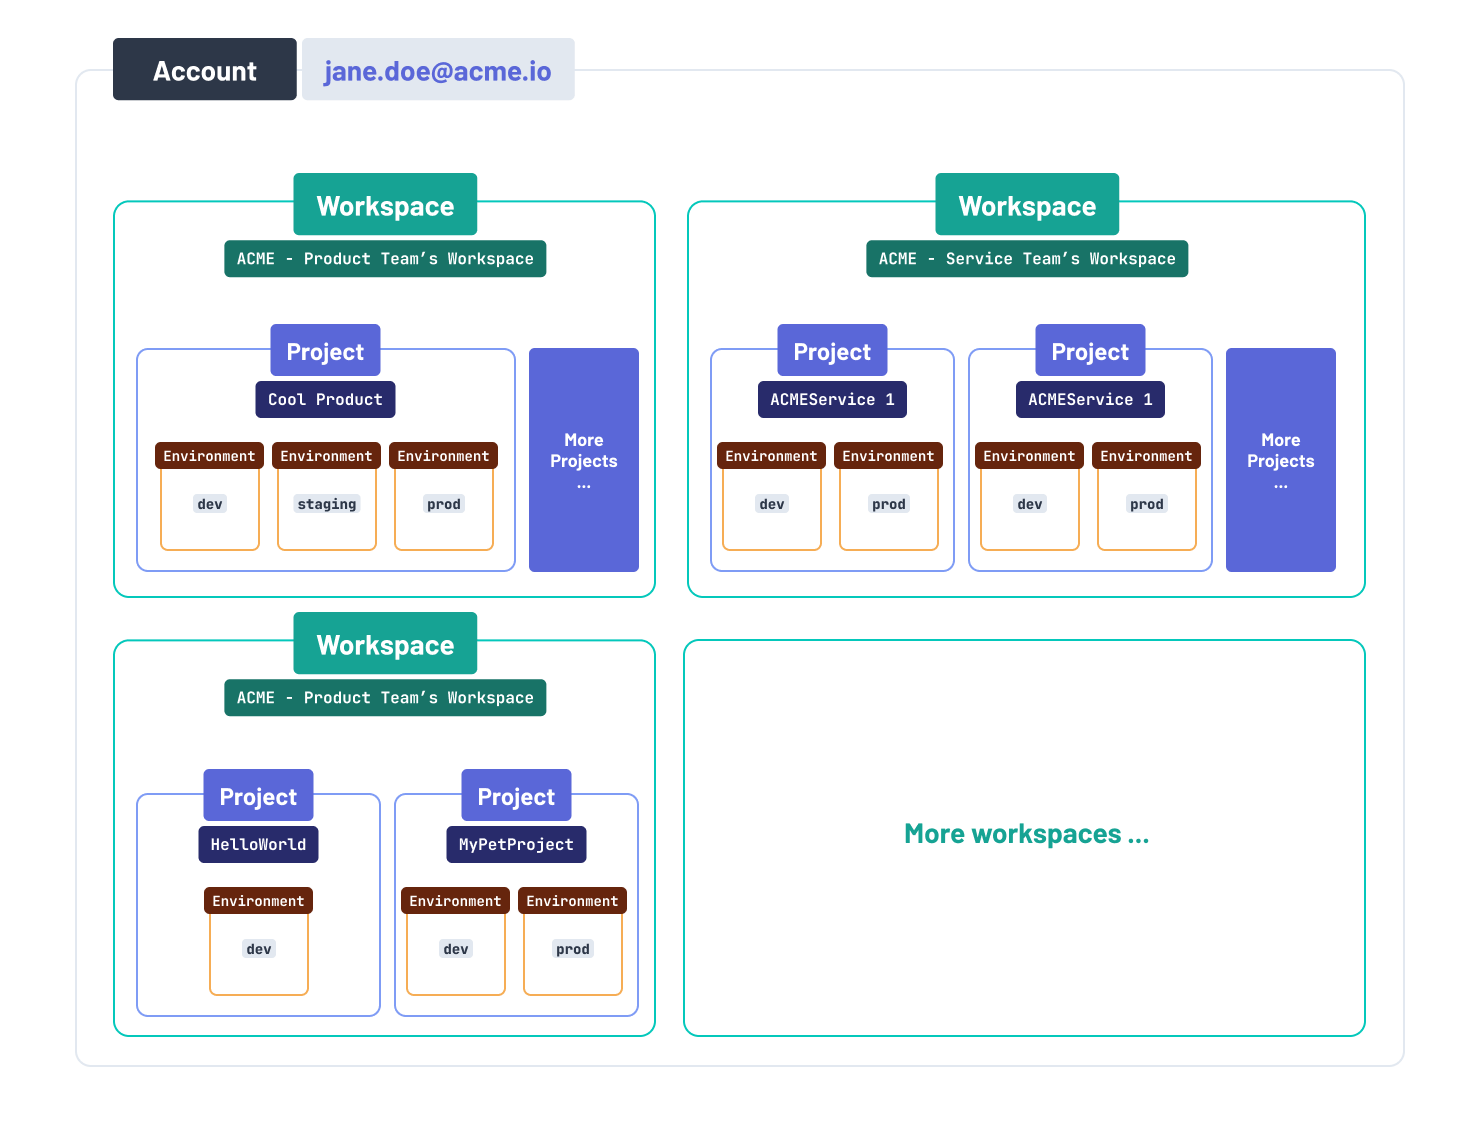 Account
jane.doe@acme.io
Workspace
ACME - Product Team’s Workspace
Project
Cool Product
Environment
dev
Environment
staging
Environment
prod
More
Projects
...
Workspace
ACME - Service Team’s Workspace
Project
ACMEService 1
Environment
dev
Environment
prod
Project
ACMEService 1
Environment
dev
Environment
prod
More
Projects
...
Workspace
ACME - Product Team’s Workspace
Project
HelloWorld
Environment
dev
Project
MyPetProject
Environment
dev
Environment
prod
More workspaces ...